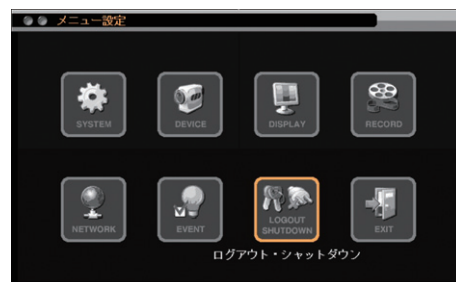 メニュー設定
SYSTEM
DEVICE
DISPLAY
RECORD
NETWORK
EVENT
LOGOUT
SHUTDOWN
EXIT
ログアウト・シャットダウン